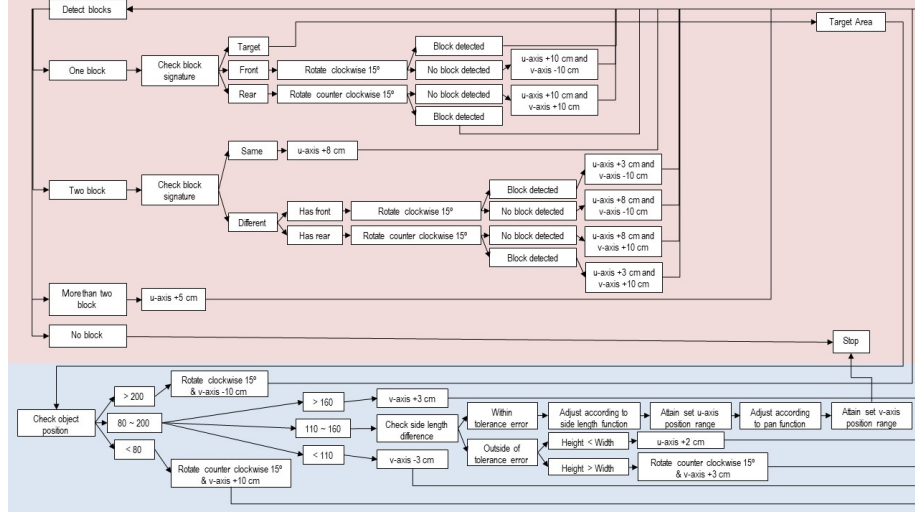 Detect blocks
Target Area
One block
Check block
signature
Target
Front
Rear
Rotate clockwise 15º
Rotate counter clockwise 15º
Block detected
No block detected
No block detected
Block detected
u-axis +10 cm and
v-axis -10 cm
u-axis +10 cm and
v-axis +10 cm
Two block
Check block
signature
Same
u-axis +8 cm
Different
Has front
Has rear
Rotate clockwise 15º
Rotate counter clockwise 15º
Block detected
No block detected
No block detected
Block detected
u-axis +3 cm and
v-axis -10 cm
u-axis +8 cm and
v-axis -10 cm
u-axis +8 cm and
v-axis +10 cm
u-axis +3 cm and
v-axis +10 cm
More than two
block
u-axis +5 cm
No block
Stop
Check object
position
> 200
80 ~ 200
< 80
Rotate clockwise 15º
& v-axis -10 cm
Rotate counter clockwise 15º
& v-axis +10 cm
> 160
110 ~ 160
< 110
v-axis +3 cm
Check side length
difference
v-axis -3 cm
Within
tolerance error
Outside of
tolerance error
Adjust according to
side length function
Attain set u-axis
position range
Adjust according
to pan function
Attain set v-axis
position range
Height < Width
u-axis +2 cm
Height > Width
Rotate counter clockwise 15º
& v-axis +3 cm